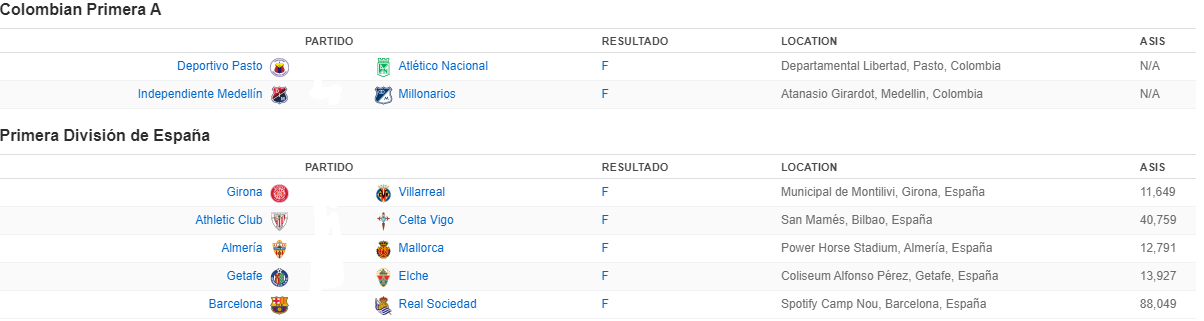 Colombian Primera A
PARTIDO RESULTADO LOCATION ASIS
Deportivo Pasto Atlético Nacional F Departamental Libertad, Pasto, Colombia N/A
Independiente Medellín Millonarios F Atanasio Girardot, Medellin, Colombia N/A
Primera División de España
PARTIDO RESULTADO LOCATION ASIS
Girona Villarreal F Municipal de Montilivi, Girona, España 11,649
Athletic Club Celta Vigo F San Mamés, Bilbao, España 40,759
Almería Mallorca F Power Horse Stadium, Almería, España 12,791
Getafe Elche F Coliseum Alfonso Pérez, Getafe, España 13,927
Barcelona Real Sociedad F Spotify Camp Nou, Barcelona, España 88,049